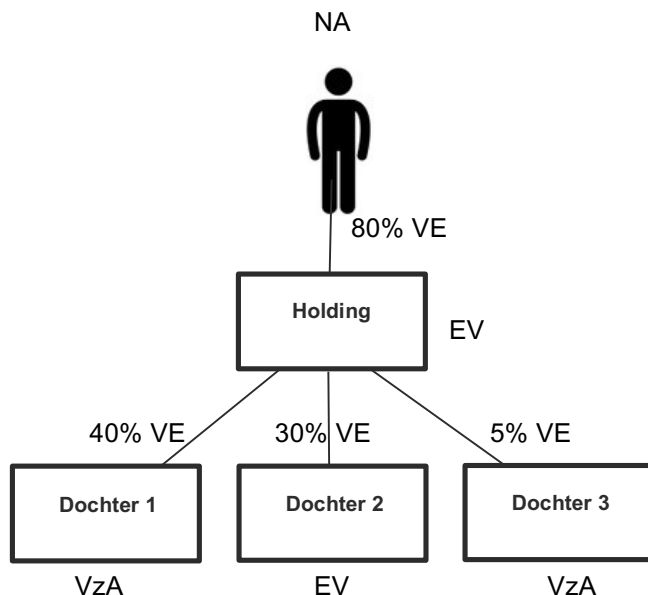 NA
80% VE
Holding
EV
40% VE
30% VE
5% VE
Dochter 1
Dochter 2
Dochter 3
VzA
EV
VzA